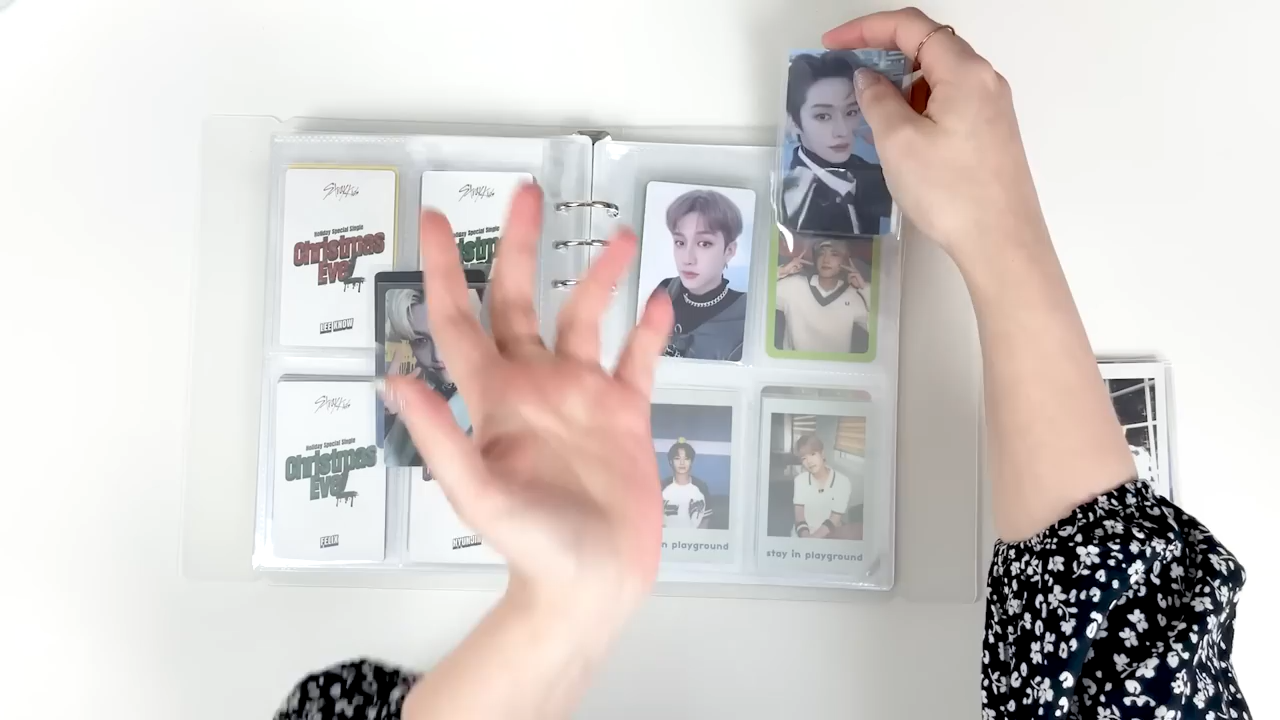 Stray Kids
Holiday Special Single
Christmas
EveL
LEE KNOW
Stray Kids
Stray Kids
Holiday Special Single
Christmas
EveL
FELIX
HYUNJIN
n playground
stay in playground